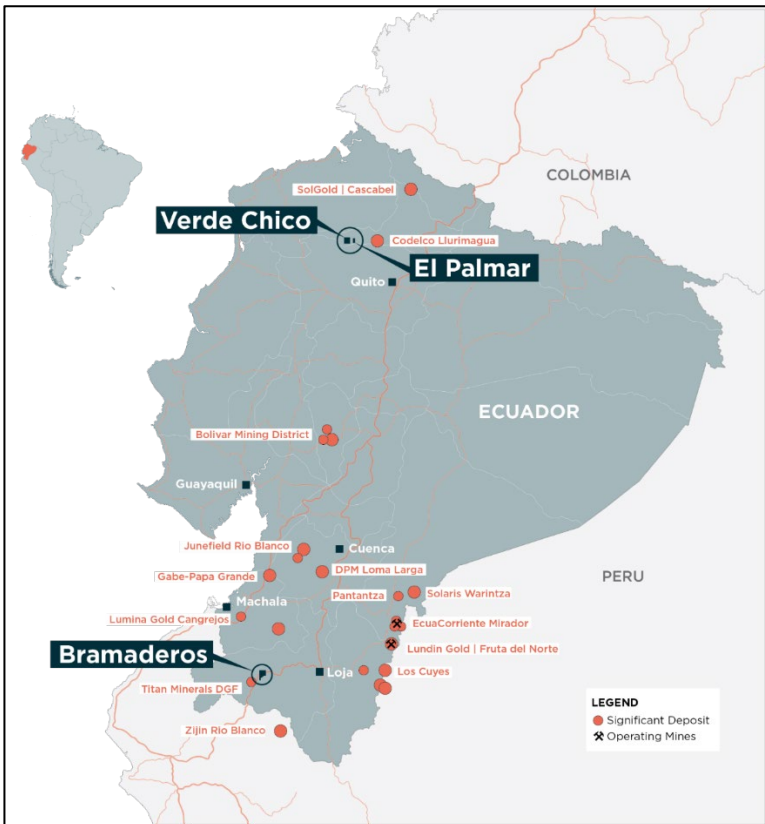 COLOMBIA
SolGold | Cascabel
Verde Chico
Codelco Llurimagua
El Palmar
Quito
ECUADOR
Bolivar Mining District
Guayaquil
Junefield Rio Blanco
Cuenca
DPM Loma Larga
Gabe-Papa Grande
PERU
Solaris Warintza
Pantantza
Machala
Lumina Gold Cangrejos
EcuaCorriente Mirador
Lundin Gold | Fruta del Norte
Bramaderos
Loja
Los Cuyes
Titan Minerals DGF
Zijin Rio Blanco
LEGEND
Significant Deposit
Operating Mines